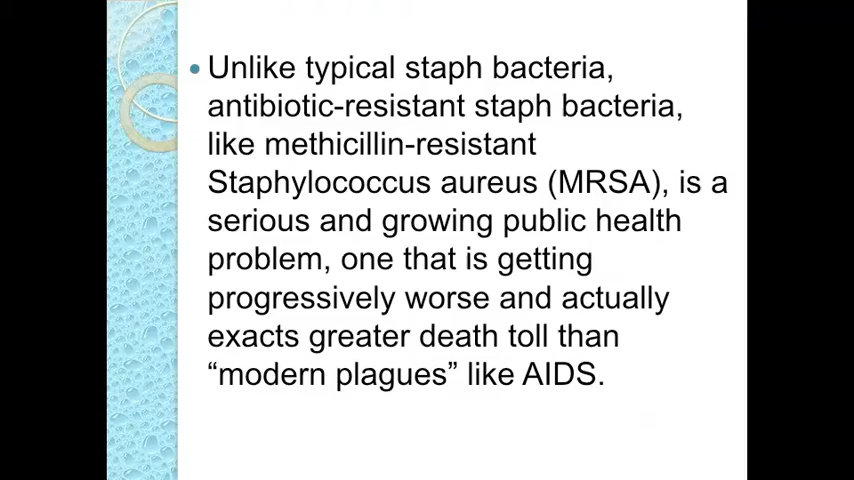 Unlike typical staph bacteria,
antibiotic-resistant staph bacteria,
like methicillin-resistant
Staphylococcus aureus (MRSA), is a
serious and growing public health
problem, one that is getting
progressively worse and actually
exacts greater death toll than
“modern plagues” like AIDS.